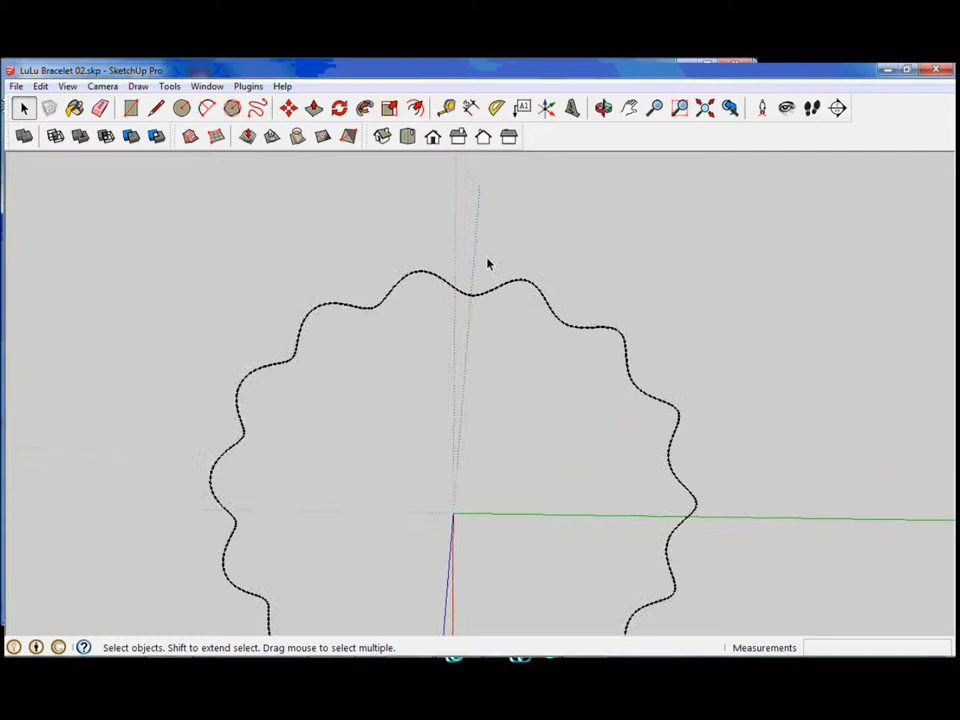 LuLu Bracelet 02.skp - SketchUp Pro
File Edit View Camera Draw Tools Window Plugins Help
A1
Select objects. Shift to extend select. Drag mouse to select multiple. Measurements